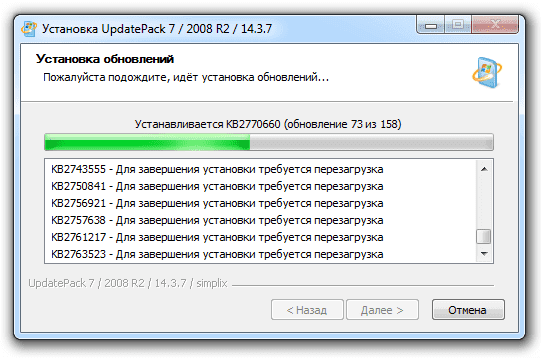 Установка UpdatePack 7 / 2008 R2 / 14.3.7
Установка обновлений
Пожалуйста подождите, идёт установка обновлений...
Устанавливается KB2770660 (обновление 73 из 158)
KB2743555 - Для завершения установки требуется перезагрузка
KB2750841 - Для завершения установки требуется перезагрузка
KB2756921 - Для завершения установки требуется перезагрузка
KB2757638 - Для завершения установки требуется перезагрузка
KB2761217 - Для завершения установки требуется перезагрузка
KB2763523 - Для завершения установки требуется перезагрузка
UpdatePack 7 / 2008 R2 / 14.3.7 / simplix
< Назад Далее > Отмена